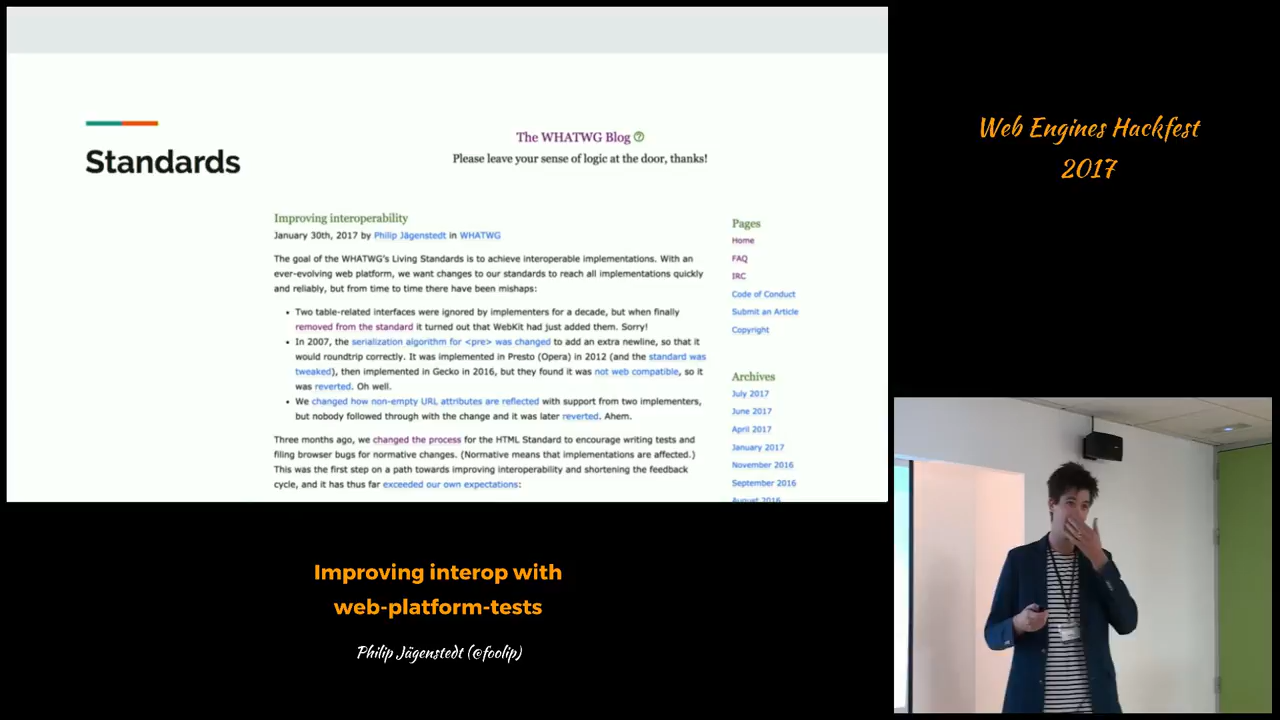 Standards
The WHATWG Blog
Please leave your sense of logic at the door, thanks!
Improving interoperability
January 30th, 2017 by Philip Jägenstedt in WHATWG
The goal of the WHATWG's Living Standards is to achieve interoperable implementations. With an
ever-evolving web platform, we want changes to our standards to reach all implementations quickly
and reliably, but from time to time there have been mishaps:
• Two table-related interfaces were ignored by implementers for a decade, but when finally
removed from the standard it turned out that WebKit had just added them. Sorry!
• In 2007, the serialization algorithm for <pre> was changed to add an extra newline, so that it
would roundtrip correctly. It was implemented in Presto (Opera) in 2012 (and the standard was
tweaked), then implemented in Gecko in 2016, but they found it was not web compatible, so it
was reverted. Oh well.
• We changed how non-empty URL attributes are reflected with support from two implementers,
but nobody followed through with the change and it was later reverted. Ahem.
Three months ago, we changed the process for the HTML Standard to encourage writing tests and
filing browser bugs for normative changes. (Normative means that implementations are affected.)
This was the first step on a path towards improving interoperability and shortening the feedback
cycle, and it has thus far exceeded our own expectations:
Pages
Home
FAQ
IRC
Code of Conduct
Submit an Article
Copyright
Archives
July 2017
June 2017
April 2017
January 2017
November 2016
September 2016
August 2016
Web Engines Hackfest
2017
Improving interop with
web-platform-tests
Philip Jägenstedt (@foolip)